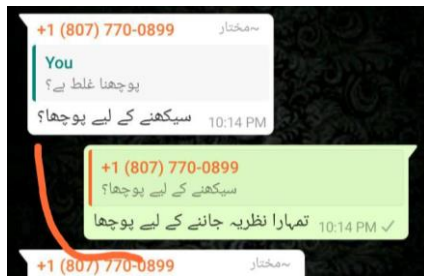 +1 (807) 770-0899 ~مختار
You
پوچھنا غلط ہے؟
سیکھنے کے لیے پوچھا؟ 10:14 PM
+1 (807) 770-0899
سیکھنے کے لیے پوچھا؟
تمہارا نظریہ جاننے کے لیے پوچھا 10:14 PM
+1 (807) 770-0899 ~مختار